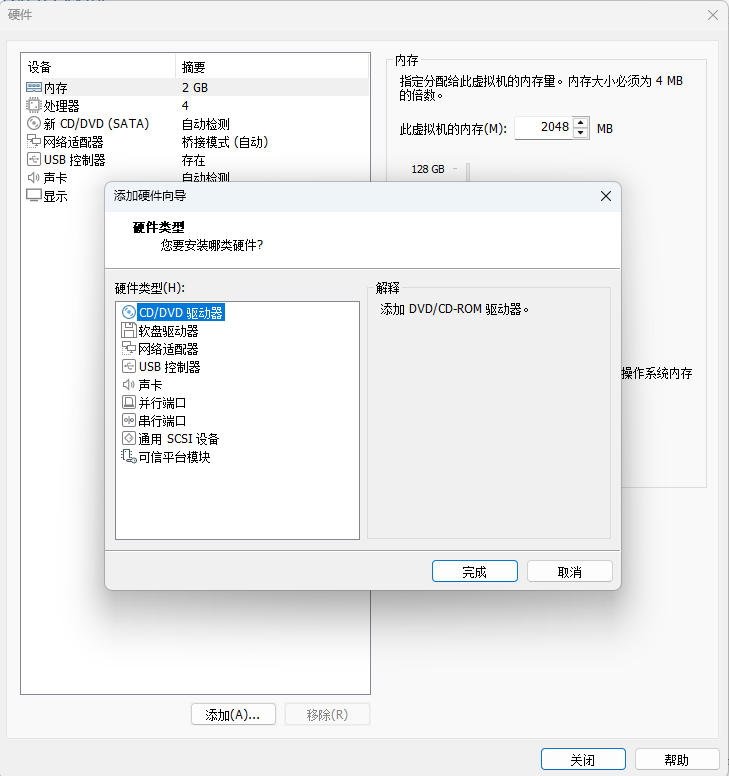 硬件
设备 摘要
内存 2 GB
处理器 4
新 CD/DVD (SATA) 自动检测
网络适配器 桥接模式 (自动)
USB 控制器 存在
声卡 自动检测
显示
内存
指定分配给此虚拟机的内存量。内存大小必须为 4 MB
的倍数。
此虚拟机的内存(M): 2048 MB
128 GB
操作系统内存
添加硬件向导
硬件类型
您要安装哪类硬件?
硬件类型(H):
CD/DVD 驱动器
软盘驱动器
网络适配器
USB 控制器
声卡
并行端口
串行端口
通用 SCSI 设备
可信平台模块
解释
添加 DVD/CD-ROM 驱动器。
完成 取消
添加(A)... 移除(R)
关闭 帮助